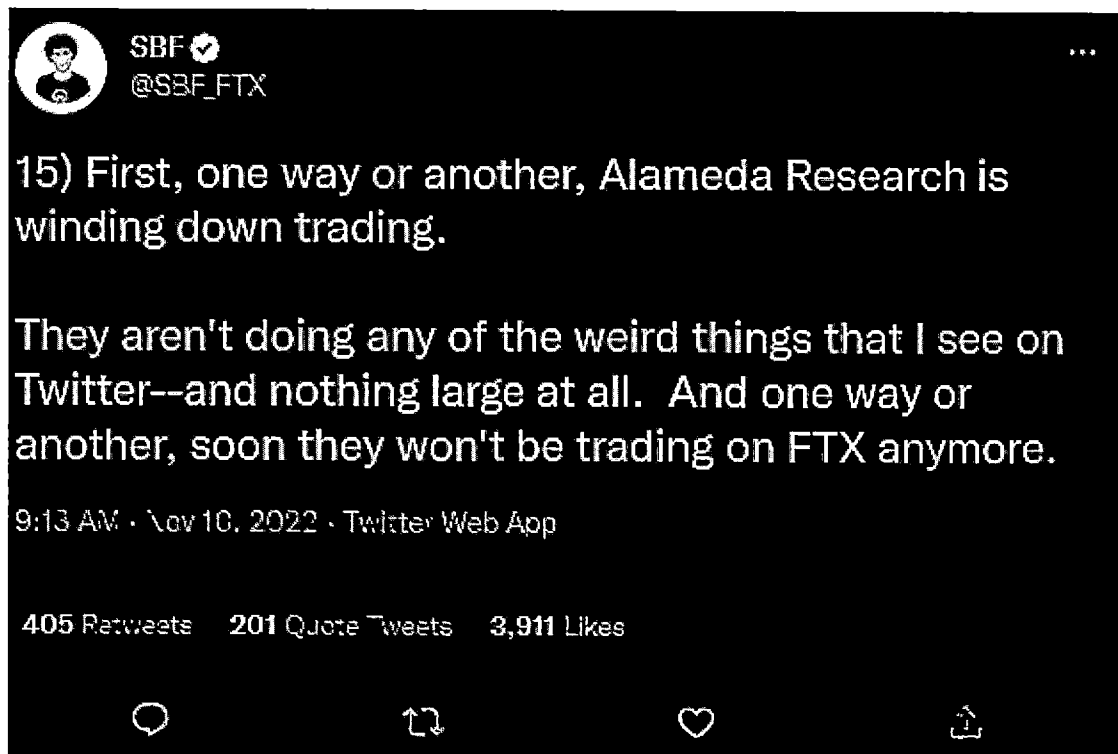 SBF
@SBF_FTX
15) First, one way or another, Alameda Research is
winding down trading.
They aren't doing any of the weird things that I see on
Twitter--and nothing large at all.  And one way or
another, soon they won't be trading on FTX anymore.
9:13 AM · Nov 10, 2022 · Twitter Web App
405 Retweets 201 Quote Tweets 3,911 Likes